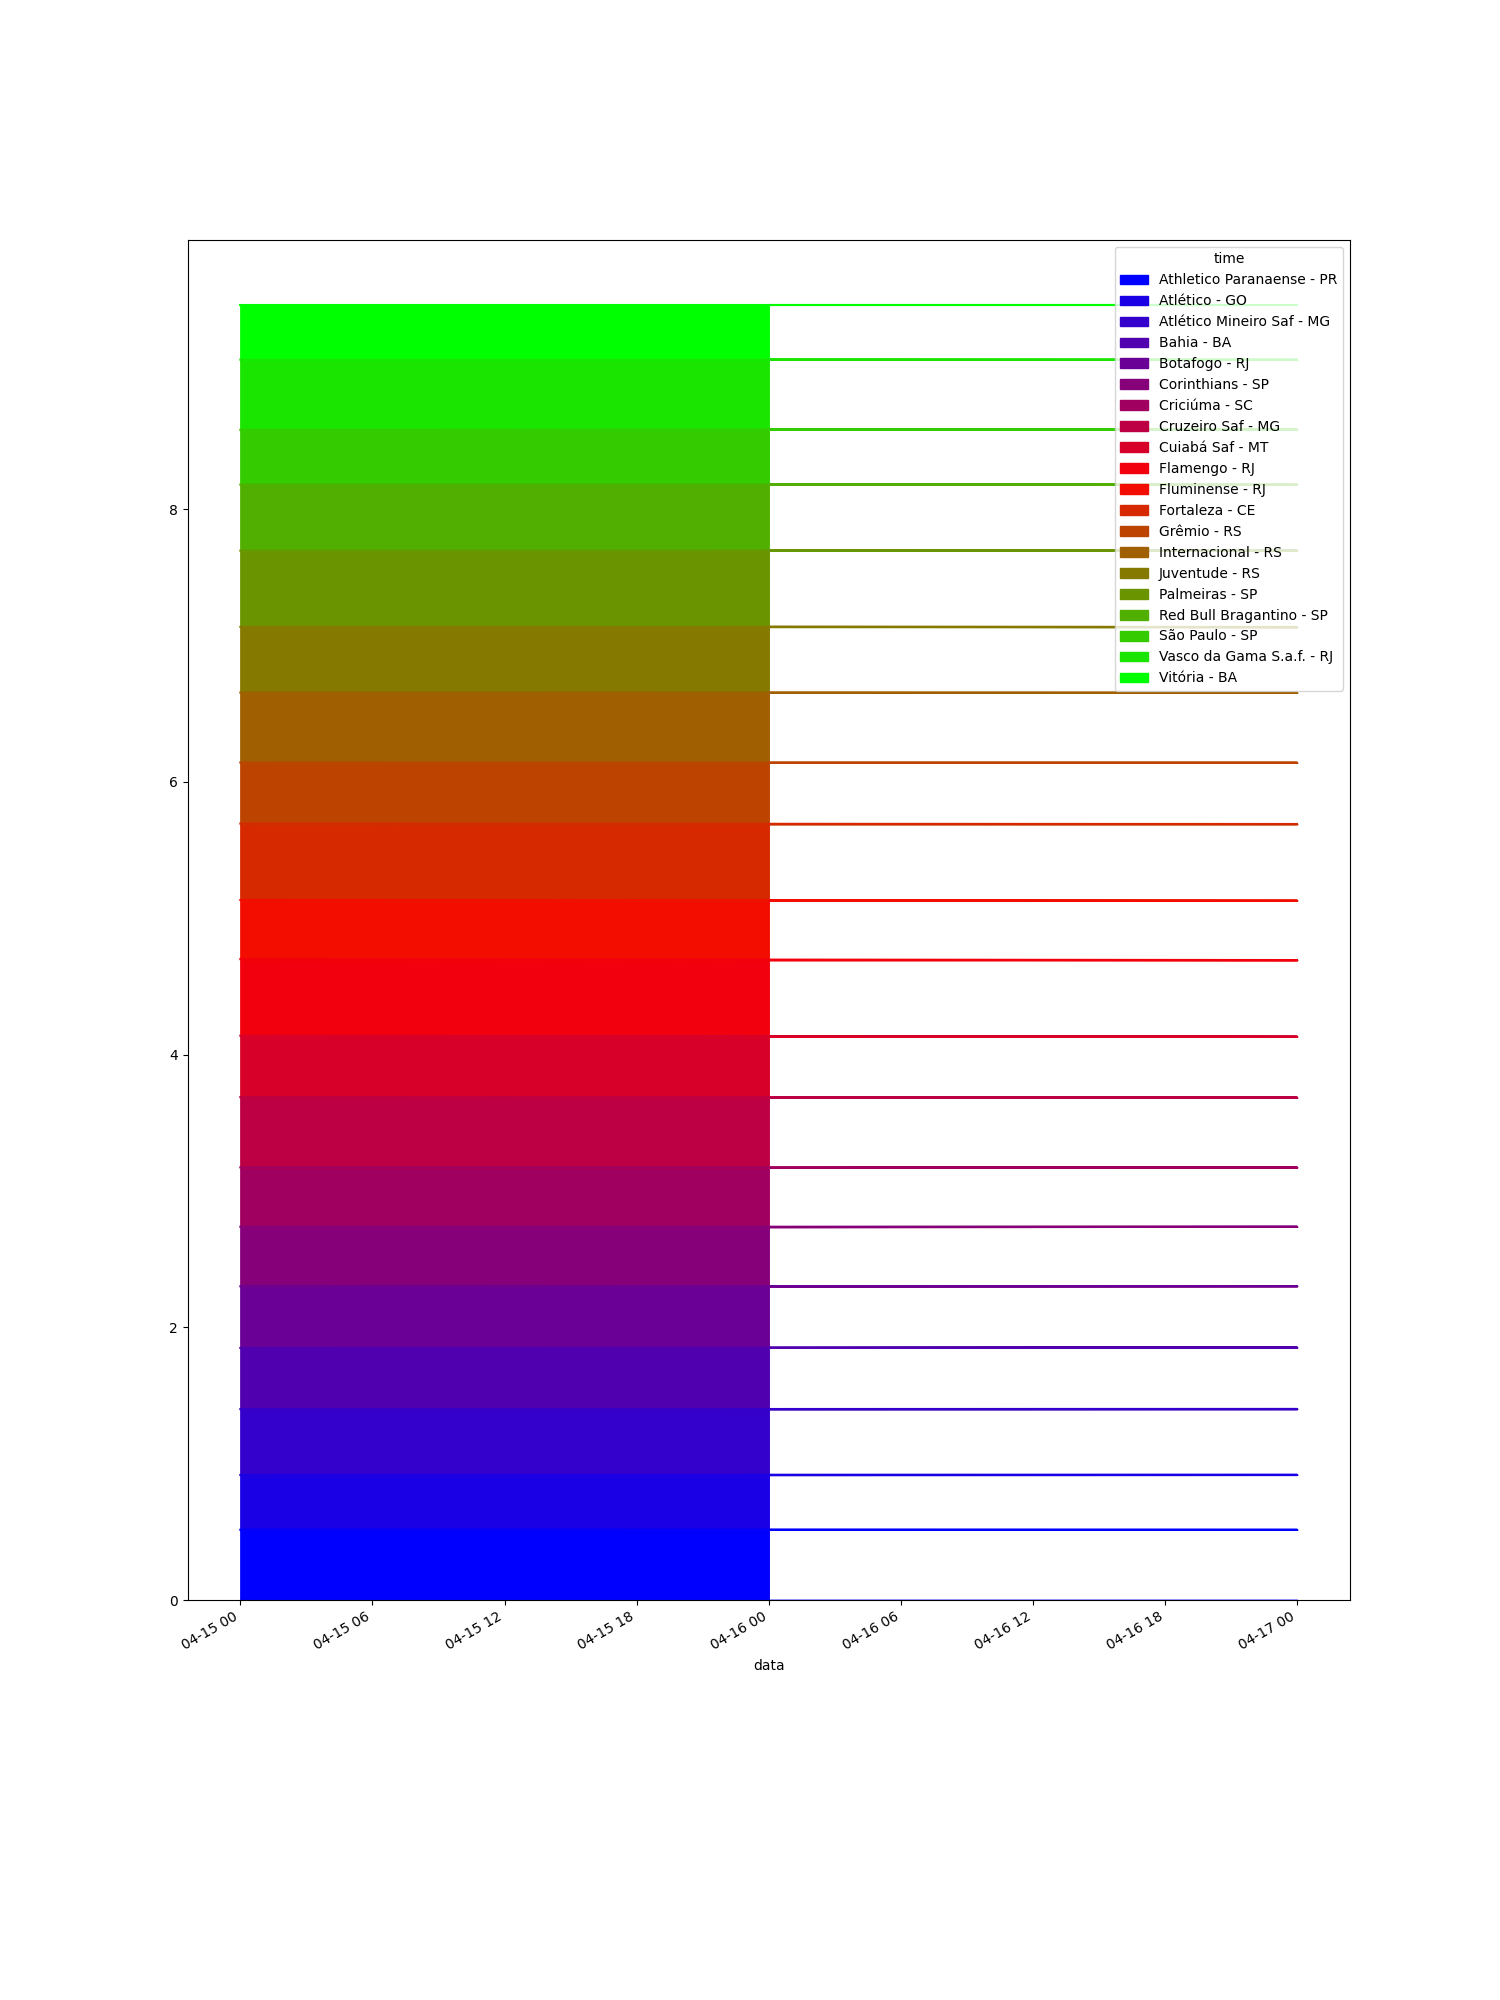 time
Athletico Paranaense - PR
Atlético - GO
Atlético Mineiro Saf - MG
Bahia - BA
Botafogo - RJ
Corinthians - SP
Criciúma - SC
Cruzeiro Saf - MG
Cuiabá Saf - MT
Flamengo - RJ
Fluminense - RJ
Fortaleza - CE
Grêmio - RS
Internacional - RS
Juventude - RS
Palmeiras - SP
Red Bull Bragantino - SP
São Paulo - SP
Vasco da Gama S.a.f. - RJ
Vitória - BA
8
6
4
2
0
04-15 00
04-15 06
04-15 12
04-15 18
04-16 00
04-16 06
04-16 12
04-16 18
04-17 00
data